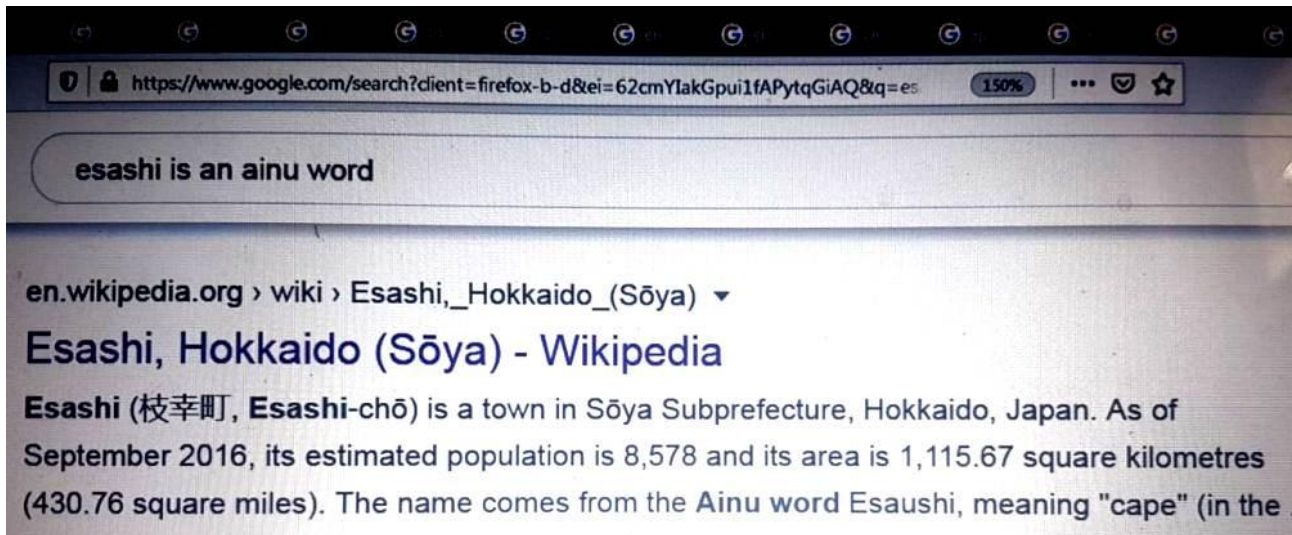 https://www.google.com/search?client=firefox-b-d&ei=62cmYIakGpui1fAPytqGiAQ&q=es
150%
esashi is an ainu word
en.wikipedia.org › wiki › Esashi,_Hokkaido_(Sōya)
Esashi, Hokkaido (Sōya) - Wikipedia
Esashi (枝幸町, Esashi-chō) is a town in Sōya Subprefecture, Hokkaido, Japan. As of
September 2016, its estimated population is 8,578 and its area is 1,115.67 square kilometres
(430.76 square miles). The name comes from the Ainu word Esaushi, meaning "cape" (in the